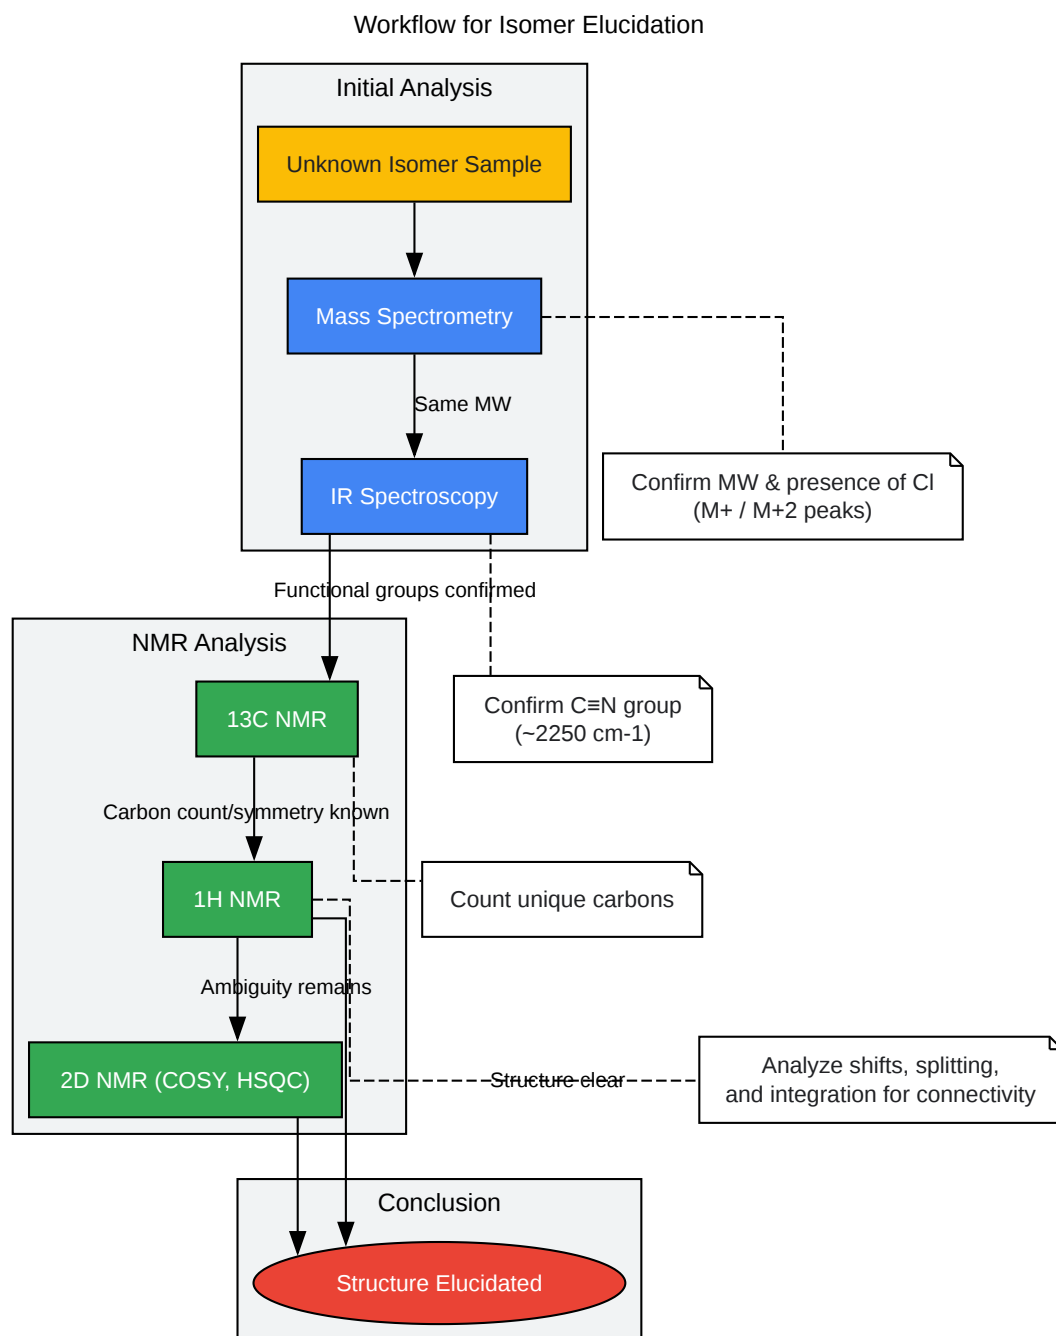 Workflow for Isomer Elucidation
Initial Analysis
Unknown Isomer Sample
Mass Spectrometry
Same MW
IR Spectroscopy
Confirm MW & presence of Cl
(M+ / M+2 peaks)
Functional groups confirmed
NMR Analysis
13C NMR
Confirm C≡N group
(~2250 cm-1)
Carbon count/symmetry known
1H NMR
Count unique carbons
Ambiguity remains
2D NMR (COSY, HSQC)
Structure clear
Analyze shifts, splitting,
and integration for connectivity
Conclusion
Structure Elucidated